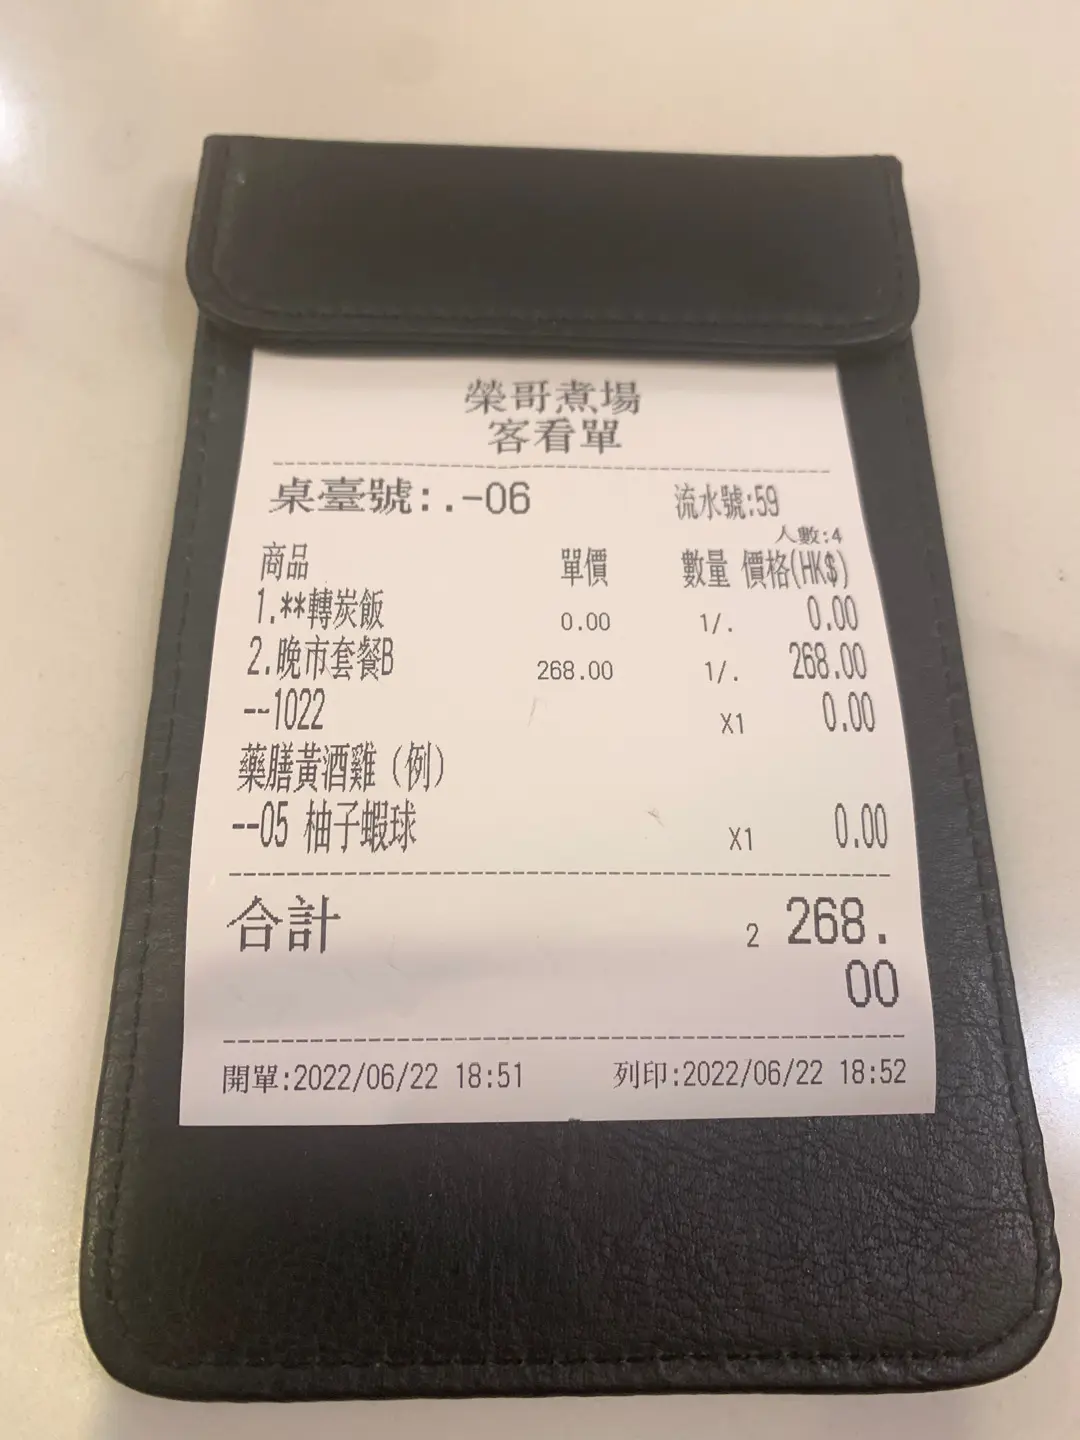 榮哥煮場
客看單
桌臺號:.-06 流水號:59
人數:4
商品 單價 數量 價格(HK$)
1.**轉炭飯 0.00 1/. 0.00
2.晚市套餐B 268.00 1/. 268.00
--1022 X1 0.00
藥膳黃酒雞(例)
--05 柚子蝦球 X1 0.00
合計 2 268.
00
開單:2022/06/22 18:51 列印:2022/06/22 18:52